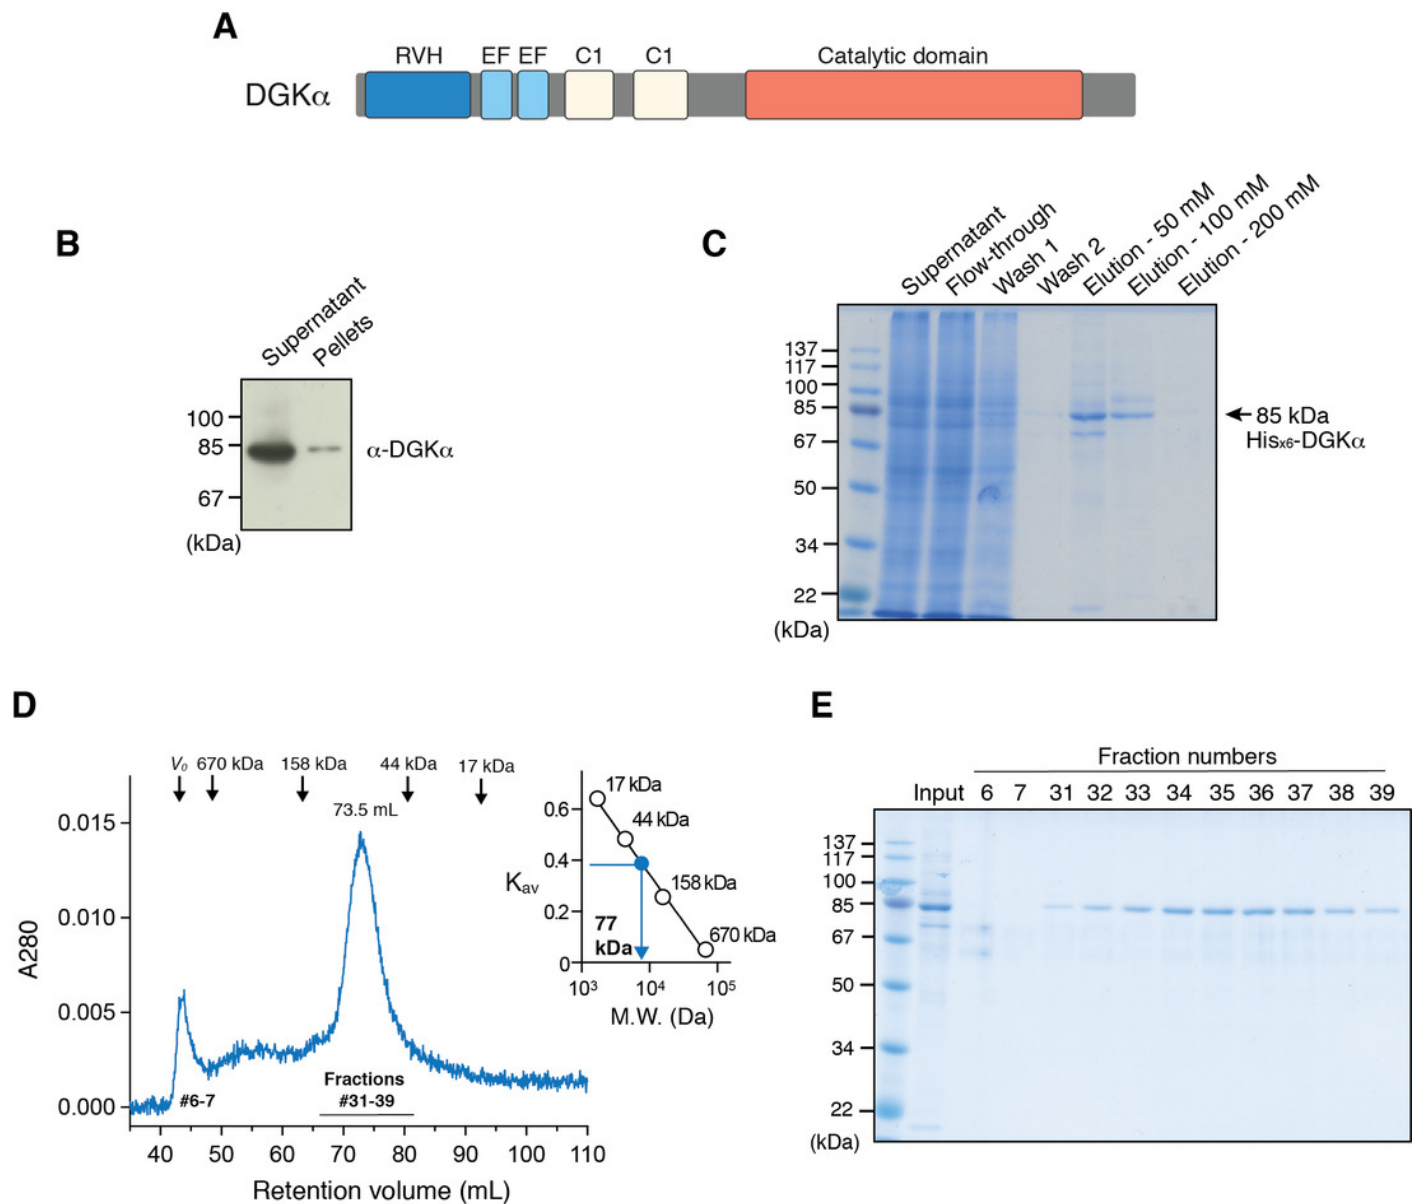 A
RVH EF EF C1 C1 Catalytic domain
DGKα
B
Supernatant
Pellets
100
85
67
(kDa)
α-DGKα
C
Supernatant
Flow-through
Wash 1
Wash 2
Elution - 50 mM
Elution - 100 mM
Elution - 200 mM
137
117
100
85
67
50
34
22
(kDa)
85 kDa
Hisx6-DGKα
D
V0 670 kDa 158 kDa 44 kDa 17 kDa
73.5 mL
0.015
0.010
0.005
0.000
A280
#6-7
Fractions
#31-39
40 50 60 70 80 90 100 110
Retention volume (mL)
17 kDa
44 kDa
158 kDa
670 kDa
0.6
0.4
0.2
0
Kav
77
kDa
10³ 10⁴ 10⁵
M.W. (Da)
E
Fraction numbers
Input 6 7 31 32 33 34 35 36 37 38 39
137
117
100
85
67
50
34
22
(kDa)